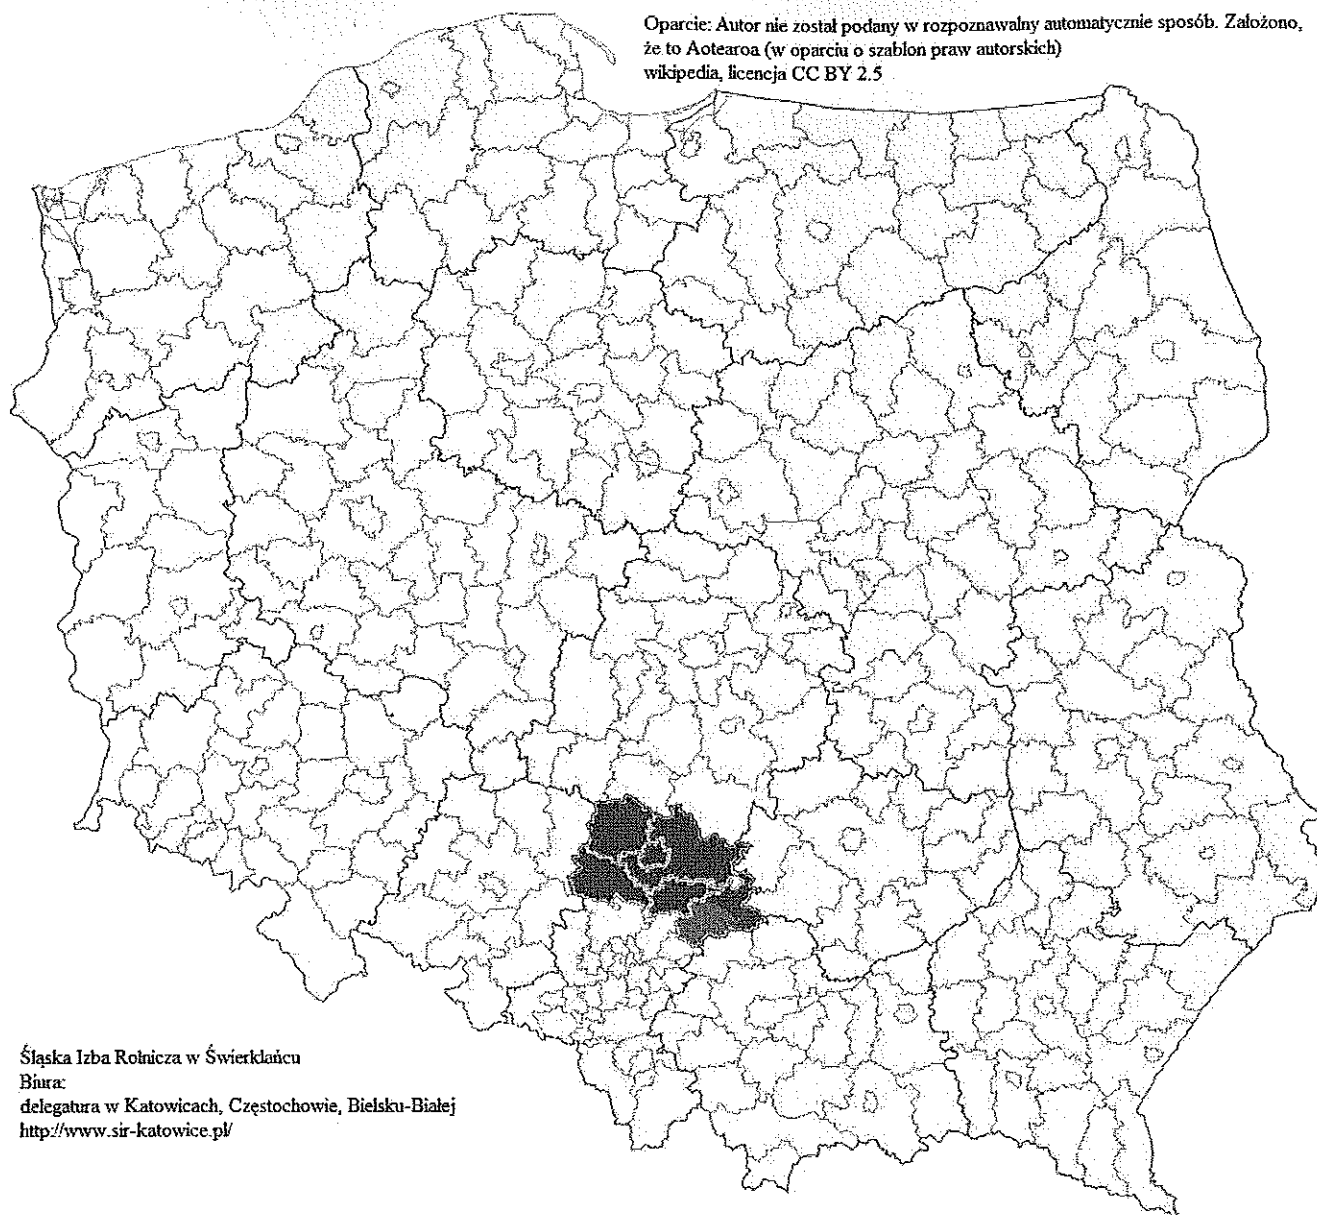 Oparcie: Autor nie został podany w rozpoznawalny automatycznie sposób. Założono,
że to Aotearoa (w oparciu o szablon praw autorskich)
wikipedia, licencja CC BY 2.5
Śląska Izba Rolnicza w Świerklańcu
Biura:
delegatura w Katowicach, Częstochowie, Bielsku-Białej
http://www.sir-katowice.pl/